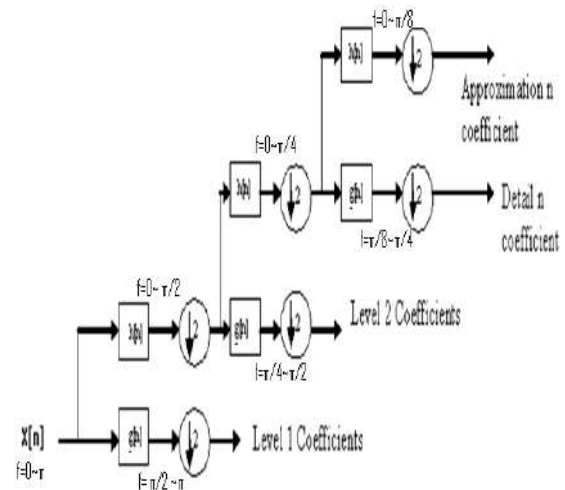 f=0~π/8
h[n]
2
Approximation n
coefficient
f=0~π/4
h[n]
2
g[n]
2
Detail n
coefficient
f=π/8~π/4
f=0~π/2
h[n]
2
g[n]
2
Level 2 Coefficients
f=π/4~π/2
X[n]
g[n]
2
Level 1 Coefficients
f=0~π
f=π/2~π